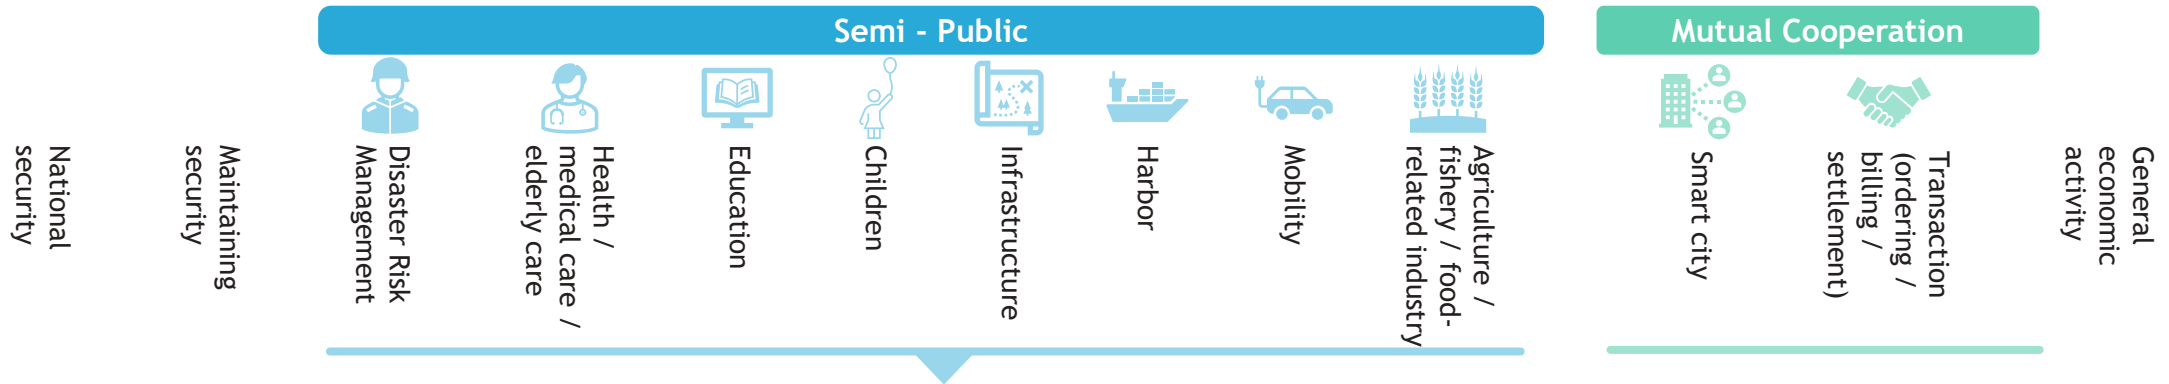 Semi - Public
Mutual Cooperation
National
security
Maintaining
security
Disaster Risk
Management
Health /
medical care /
elderly care
Education
Children
Infrastructure
Harbor
Mobility
Agriculture /
fishery / food-
related industry
Smart city
Transaction
(ordering /
billing /
settlement)
General
economic
activity